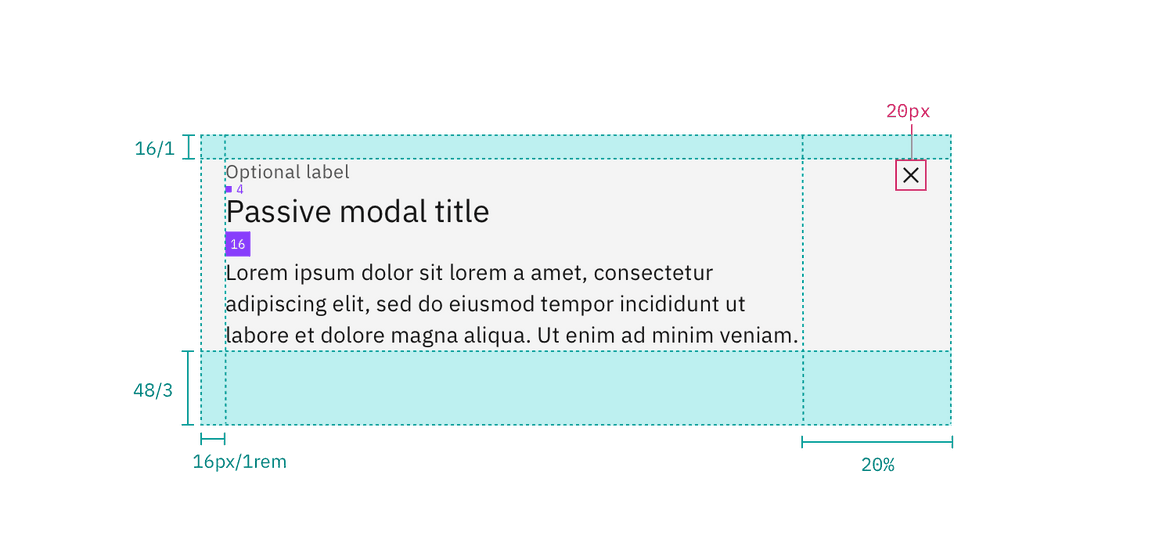 20px
16/1
Optional label
4
Passive modal title
16
Lorem ipsum dolor sit lorem a amet, consectetur
adipiscing elit, sed do eiusmod tempor incididunt ut
labore et dolore magna aliqua. Ut enim ad minim veniam.
48/3
16px/1rem
20%